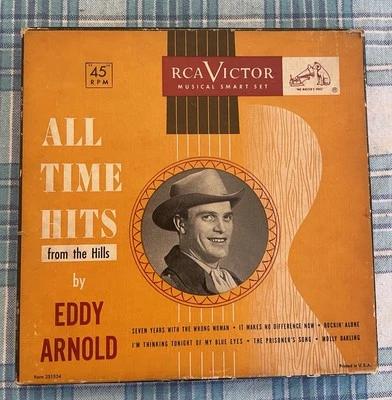 "45"
RPM
RCA VICTOR
MUSICAL SMART SET
"HIS MASTER'S VOICE"
ALL
TIME
HITS
from the Hills
by
EDDY
ARNOLD
SEVEN YEARS WITH THE WRONG WOMAN • IT MAKES NO DIFFERENCE NOW • ROCKIN' ALONE
I'M THINKING TONIGHT OF MY BLUE EYES • THE PRISONER'S SONG • MOLLY DARLING
Printed in U.S.A.